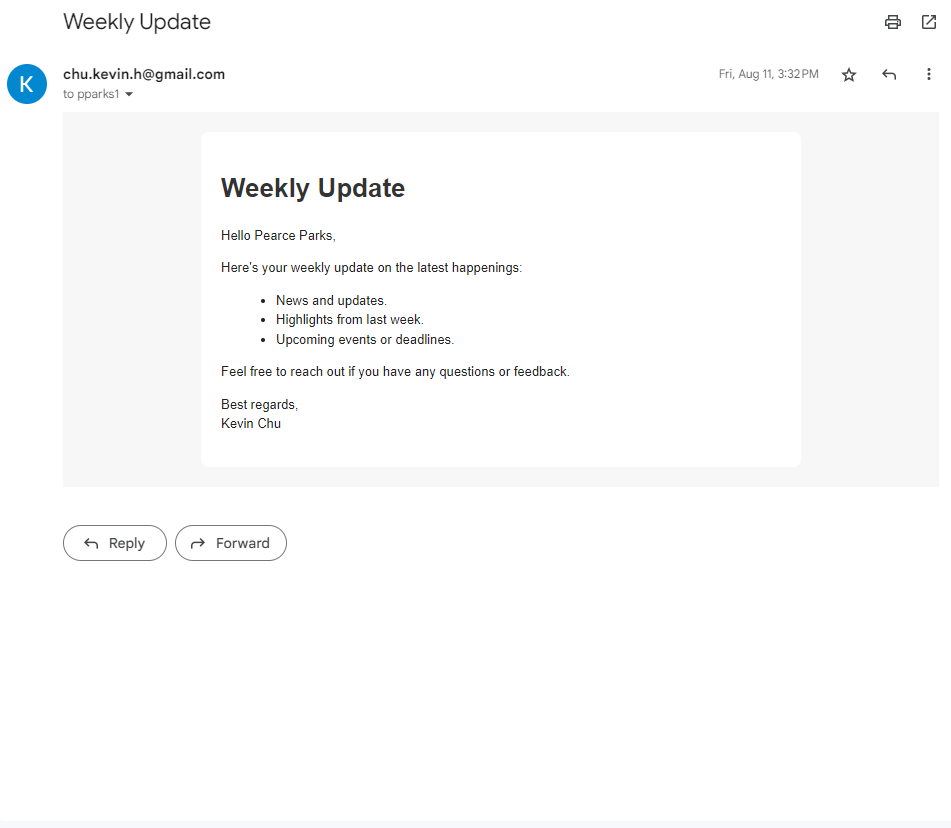 Weekly Update
K
chu.kevin.h@gmail.com
Fri, Aug 11, 3:32 PM
to pparks1
Weekly Update
Hello Pearce Parks,
Here's your weekly update on the latest happenings:
• News and updates.
• Highlights from last week.
• Upcoming events or deadlines.
Feel free to reach out if you have any questions or feedback.
Best regards,
Kevin Chu
Reply
Forward